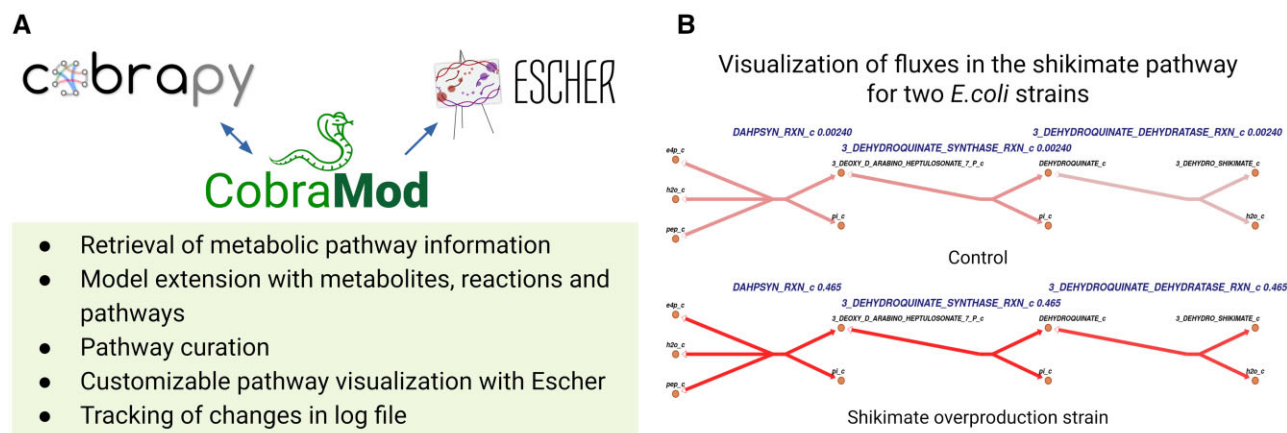 A
cobrapy
ESCHER
CobraMod
● Retrieval of metabolic pathway information
● Model extension with metabolites, reactions and
pathways
● Pathway curation
● Customizable pathway visualization with Escher
● Tracking of changes in log file
B
Visualization of fluxes in the shikimate pathway
for two E.coli strains
DAHPSYN_RXN_c 0.00240
3_DEHYDROQUINATE_DEHYDRATASE_RXN_c 0.00240
3_DEHYDROQUINATE_SYNTHASE_RXN_c 0.00240
e4p_c
3_DEOXY_D_ARABINO_HEPTULOSONATE_7_P_c
DEHYDROQUINATE_c
3_DEHYDRO_SHIKIMATE_c
h2o_c
pep_c
pi_c
pi_c
h2o_c
Control
DAHPSYN_RXN_c 0.465
3_DEHYDROQUINATE_DEHYDRATASE_RXN_c 0.465
3_DEHYDROQUINATE_SYNTHASE_RXN_c 0.465
e4p_c
3_DEOXY_D_ARABINO_HEPTULOSONATE_7_P_c
DEHYDROQUINATE_c
3_DEHYDRO_SHIKIMATE_c
h2o_c
pep_c
pi_c
pi_c
h2o_c
Shikimate overproduction strain